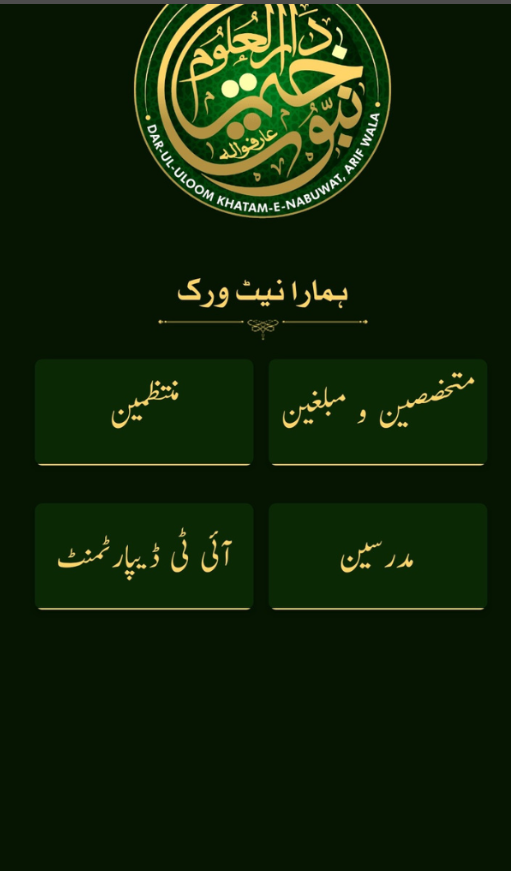 دارالعلوم
ختم
نبوت
عارفوالہ
DAR-UL-ULOOM KHATAM-E-NABUWAT, ARIF WALA
ہمارا نیٹ ورک
متخصصین و مبلغین
منتظمین
مدرسین
آئی ٹی ڈیپارٹمنٹ